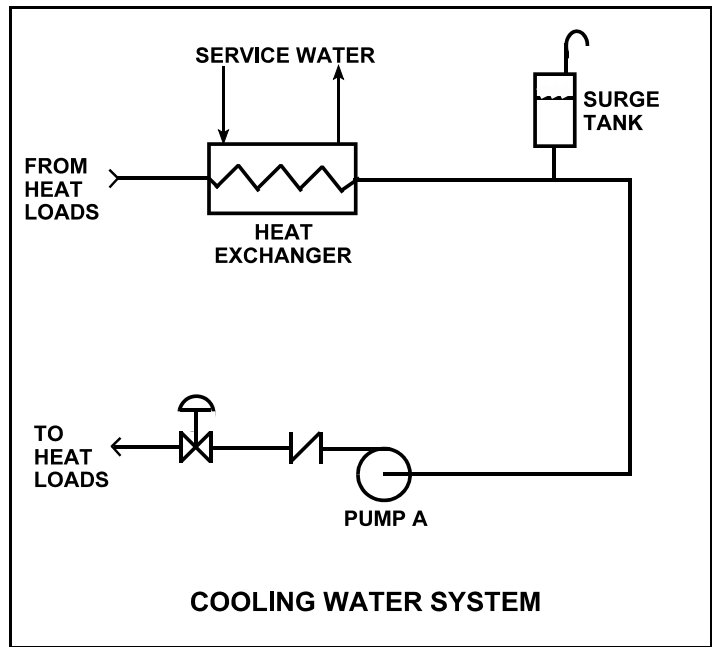 SERVICE WATER
SURGE
TANK
FROM
HEAT
LOADS
HEAT
EXCHANGER
TO
HEAT
LOADS
PUMP A
COOLING WATER SYSTEM